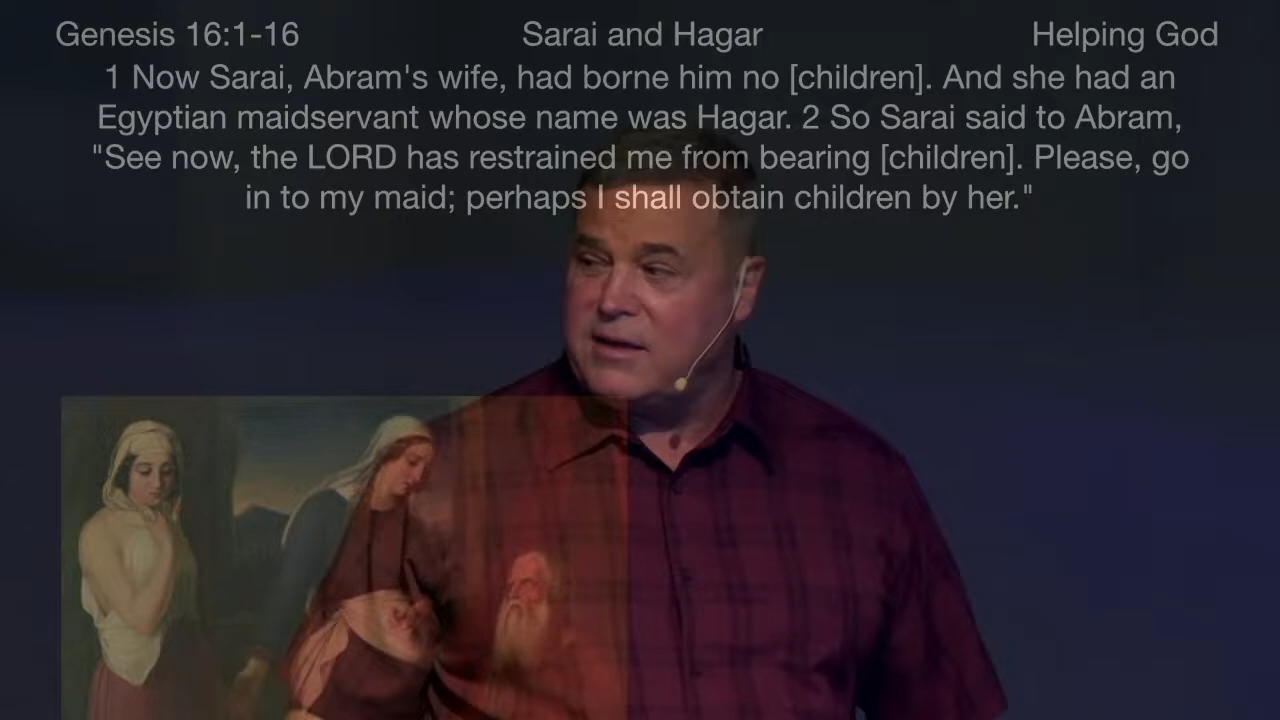 Genesis 16:1-16 Sarai and Hagar Helping God
1 Now Sarai, Abram's wife, had borne him no [children]. And she had an
Egyptian maidservant whose name was Hagar. 2 So Sarai said to Abram,
"See now, the LORD has restrained me from bearing [children]. Please, go
in to my maid; perhaps I shall obtain children by her."